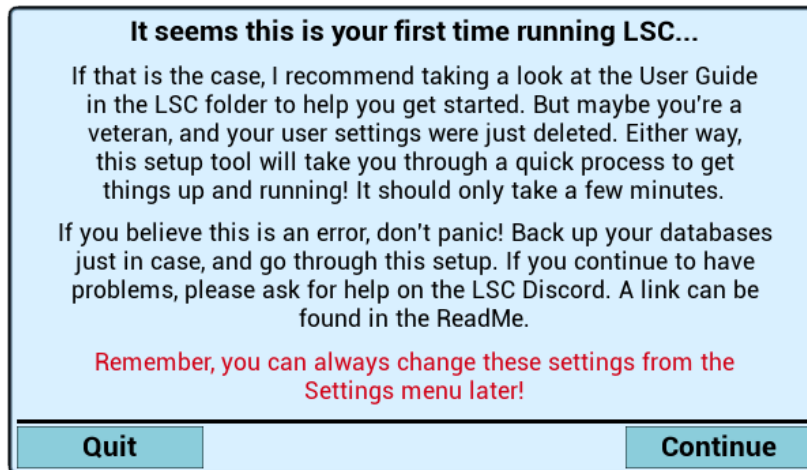 It seems this is your first time running LSC...
If that is the case, I recommend taking a look at the User Guide
in the LSC folder to help you get started. But maybe you're a
veteran, and your user settings were just deleted. Either way,
this setup tool will take you through a quick process to get
things up and running! It should only take a few minutes.
If you believe this is an error, don't panic! Back up your databases
just in case, and go through this setup. If you continue to have
problems, please ask for help on the LSC Discord. A link can be
found in the ReadMe.
Remember, you can always change these settings from the
Settings menu later!
Quit
Continue